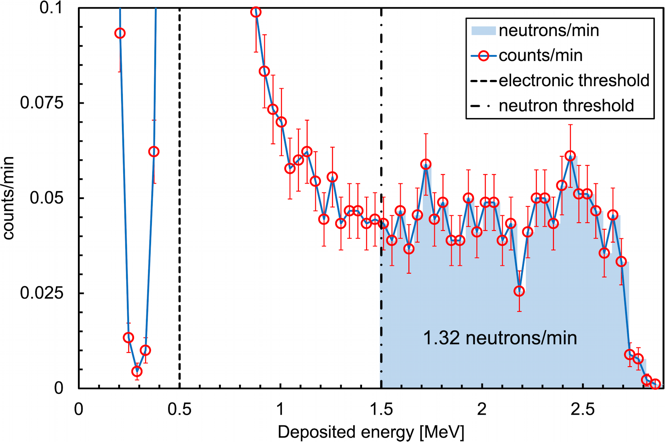 0.1
0.075
0.05
0.025
0
counts/min
neutrons/min
counts/min
electronic threshold
neutron threshold
1.32 neutrons/min
0 0.5 1 1.5 2 2.5
Deposited energy [MeV]